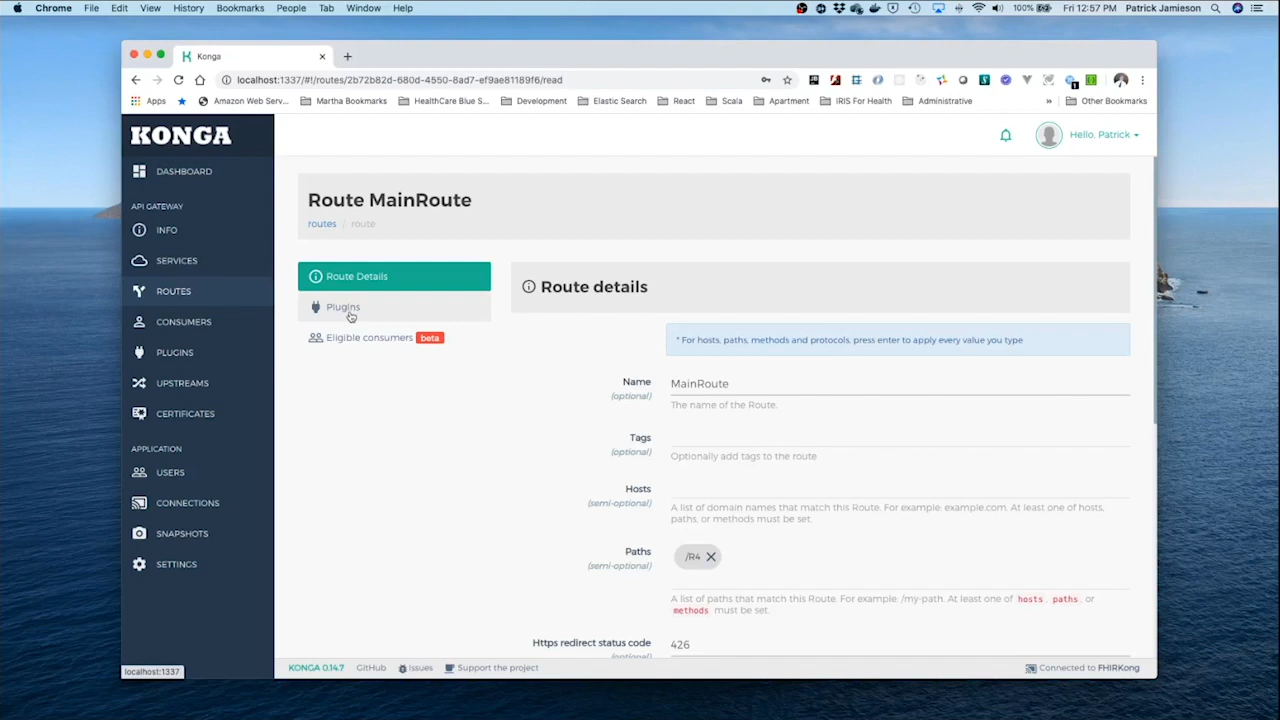 Chrome File Edit View History Bookmarks People Tab Window Help 100% Fri 12:57 PM Patrick Jamieson
Konga
localhost:1337/#!/routes/2b72b82d-680d-4550-8ad7-ef9ae81189f6/read
Apps Amazon Web Serv... Martha Bookmarks HealthCare Blue S... Development Elastic Search React Scala Apartment IRIS For Health Administrative » Other Bookmarks
KONGA
Hello, Patrick
DASHBOARD
API GATEWAY
INFO
SERVICES
ROUTES
CONSUMERS
PLUGINS
UPSTREAMS
CERTIFICATES
APPLICATION
USERS
CONNECTIONS
SNAPSHOTS
SETTINGS
Route MainRoute
routes / route
Route Details
Plugins
Eligible consumers beta
Route details
* For hosts, paths, methods and protocols, press enter to apply every value you type
Name
(optional)
MainRoute
The name of the Route.
Tags
(optional)
Optionally add tags to the route
Hosts
(semi-optional)
A list of domain names that match this Route. For example: example.com. At least one of hosts,
paths, or methods must be set.
Paths
(semi-optional)
/R4
A list of paths that match this Route. For example: /my-path. At least one of hosts, paths, or
methods must be set.
Https redirect status code
(optional)
426
KONGA 0.14.7 GitHub Issues Support the project Connected to FHIRKong
localhost:1337